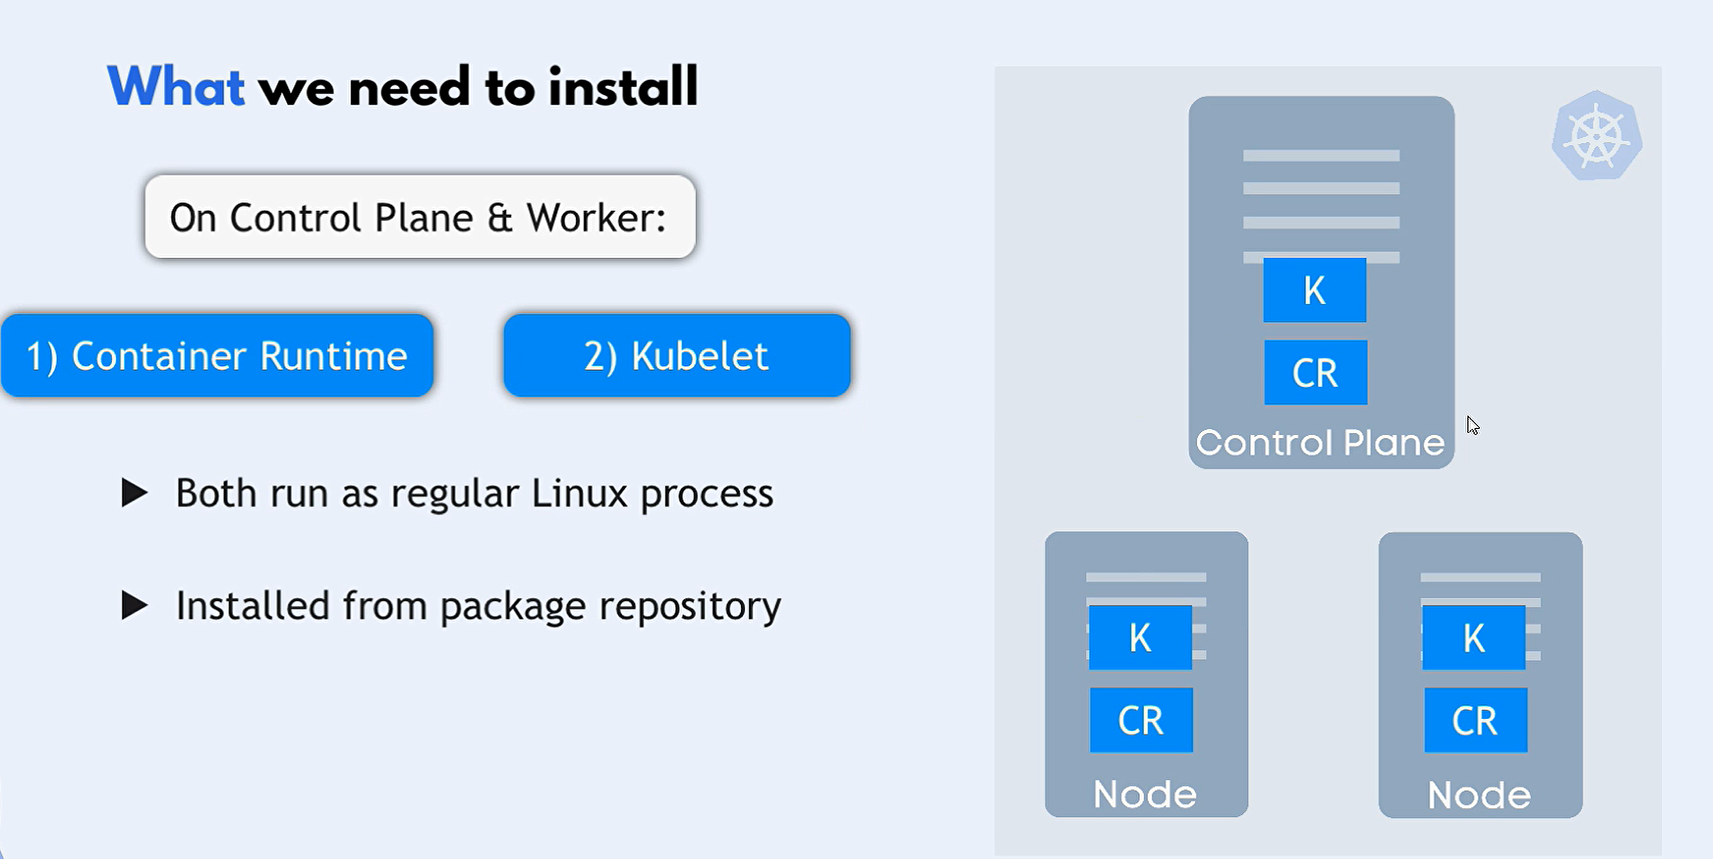 What we need to install
On Control Plane & Worker:
1) Container Runtime
2) Kubelet
► Both run as regular Linux process
► Installed from package repository
K
CR
Control Plane
K
CR
Node
K
CR
Node